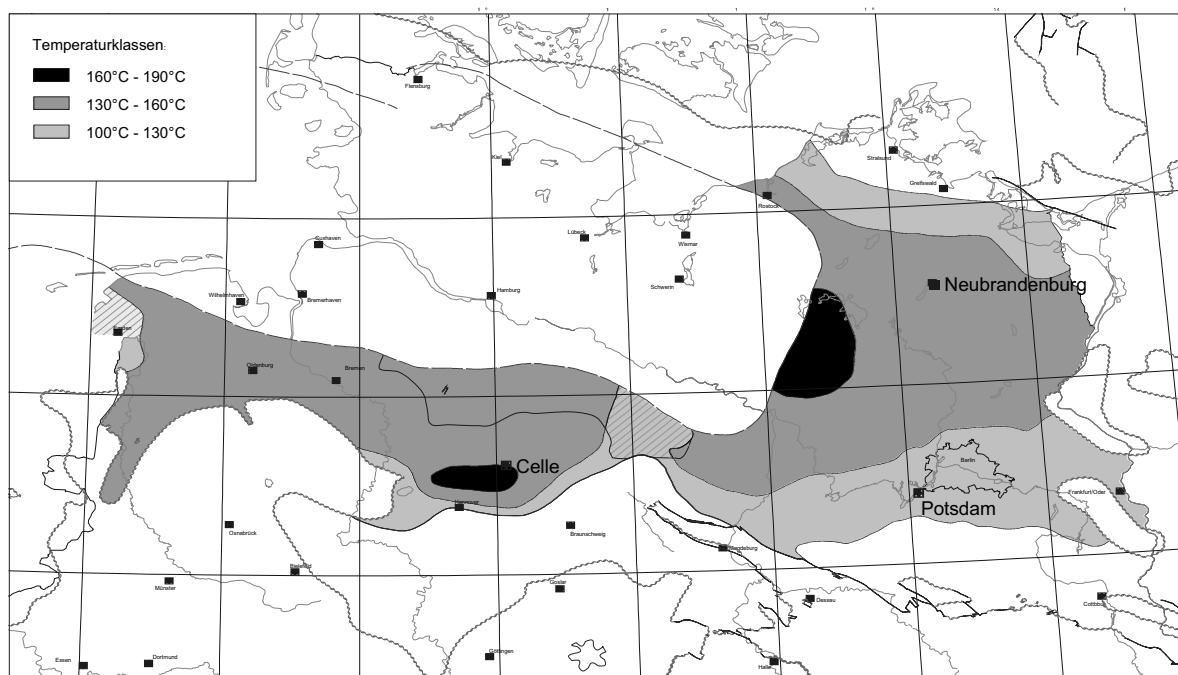 Temperaturklassen:
160°C - 190°C
130°C - 160°C
100°C - 130°C
Flensburg
Kiel
Stralsund
Greifswald
Rostock
Lübeck
Wismar
Cuxhaven
Schwerin
Neubrandenburg
Wilhelmhaven
Bremerhaven
Hamburg
Emden
Oldenburg
Bremen
Celle
Berlin
Frankfurt/Oder
Potsdam
Hannover
Osnabrück
Braunschweig
Magdeburg
Bielefeld
Münster
Goslar
Dessau
Cottbus
Essen
Dortmund
Göttingen
Halle